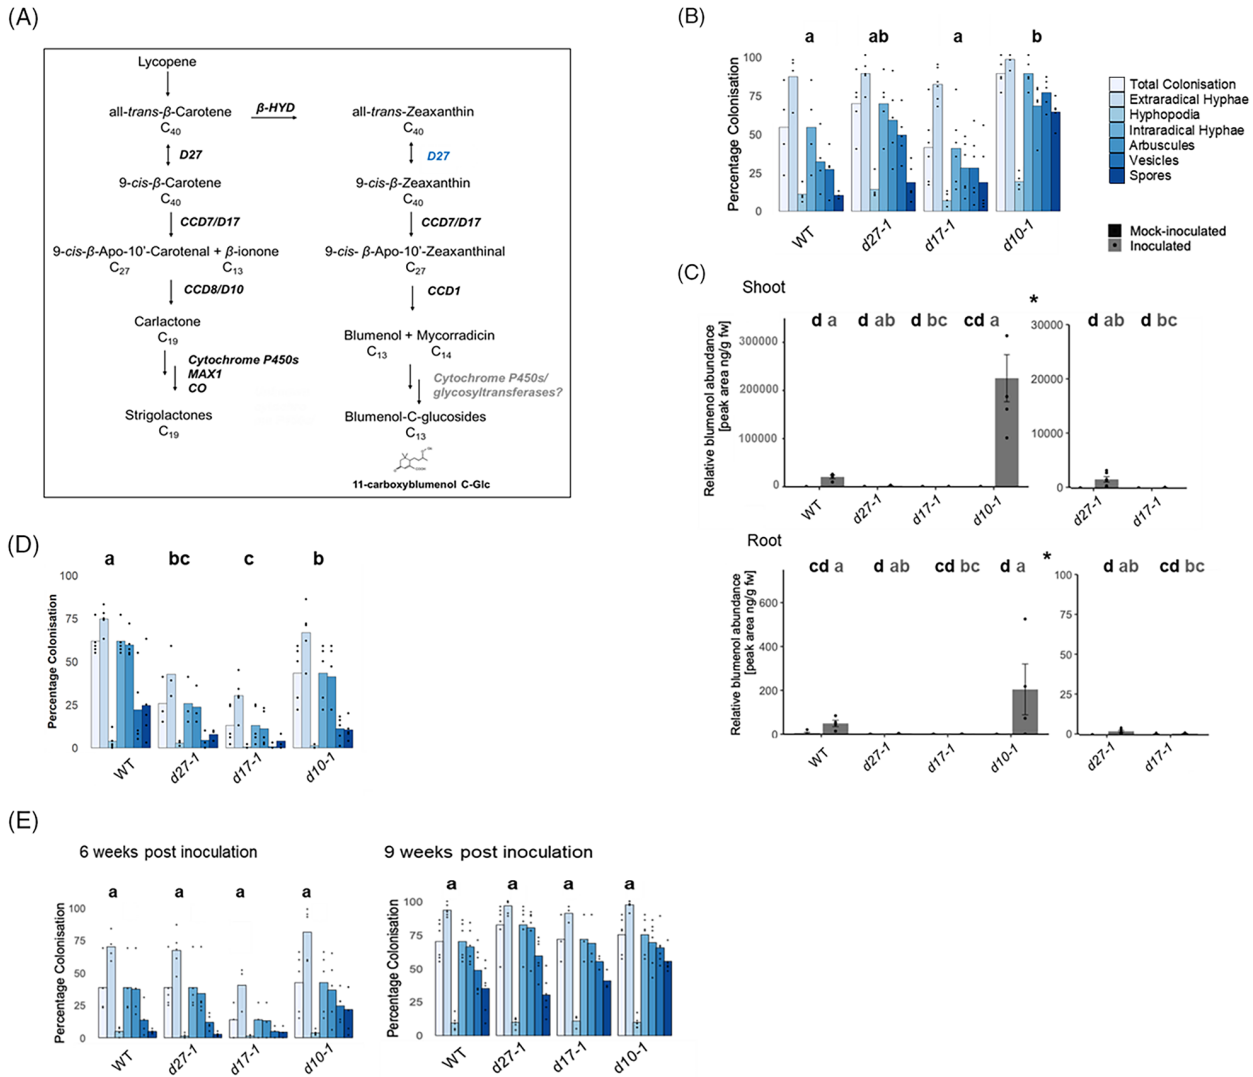 (A)
Lycopene
all-trans-β-Carotene
C40
β-HYD
all-trans-Zeaxanthin
C40
D27
D27
9-cis-β-Carotene
C40
9-cis-β-Zeaxanthin
C40
CCD7/D17
CCD7/D17
9-cis-β-Apo-10'-Carotenal + β-ionone
C27 C13
9-cis- β-Apo-10'-Zeaxanthinal
C27
CCD8/D10
CCD1
Carlactone
C19
Blumenol + Mycorradicin
C13 C14
Cytochrome P450s
MAX1
CO
Cytochrome P450s/
glycosyltransferases?
Strigolactones
C19
Blumenol-C-glucosides
C13
11-carboxyblumenol C-Glc
(B)
a ab a b
Percentage Colonisation
100
75
50
25
0
WT d27-1 d17-1 d10-1
Total Colonisation
Extraradical Hyphae
Hyphopodia
Intraradical Hyphae
Arbuscules
Vesicles
Spores
Mock-inoculated
Inoculated
(C)
Shoot
*
d a d ab d bc cd a
d ab d bc
Relative blumenol abundance
[peak area ng/g fw]
300000
200000
100000
0
WT d27-1 d17-1 d10-1
30000
20000
10000
0
d27-1 d17-1
Root
*
cd a d ab cd bc d a
d ab cd bc
Relative blumenol abundance
[peak area ng/g fw]
600
400
200
0
WT d27-1 d17-1 d10-1
100
75
50
25
0
d27-1 d17-1
(D)
a bc c b
Percentage Colonisation
100
75
50
25
0
WT d27-1 d17-1 d10-1
(E)
6 weeks post inoculation
a a a a
Percentage Colonisation
100
75
50
25
0
WT d27-1 d17-1 d10-1
9 weeks post inoculation
a a a a
Percentage Colonisation
100
75
50
25
0
WT d27-1 d17-1 d10-1